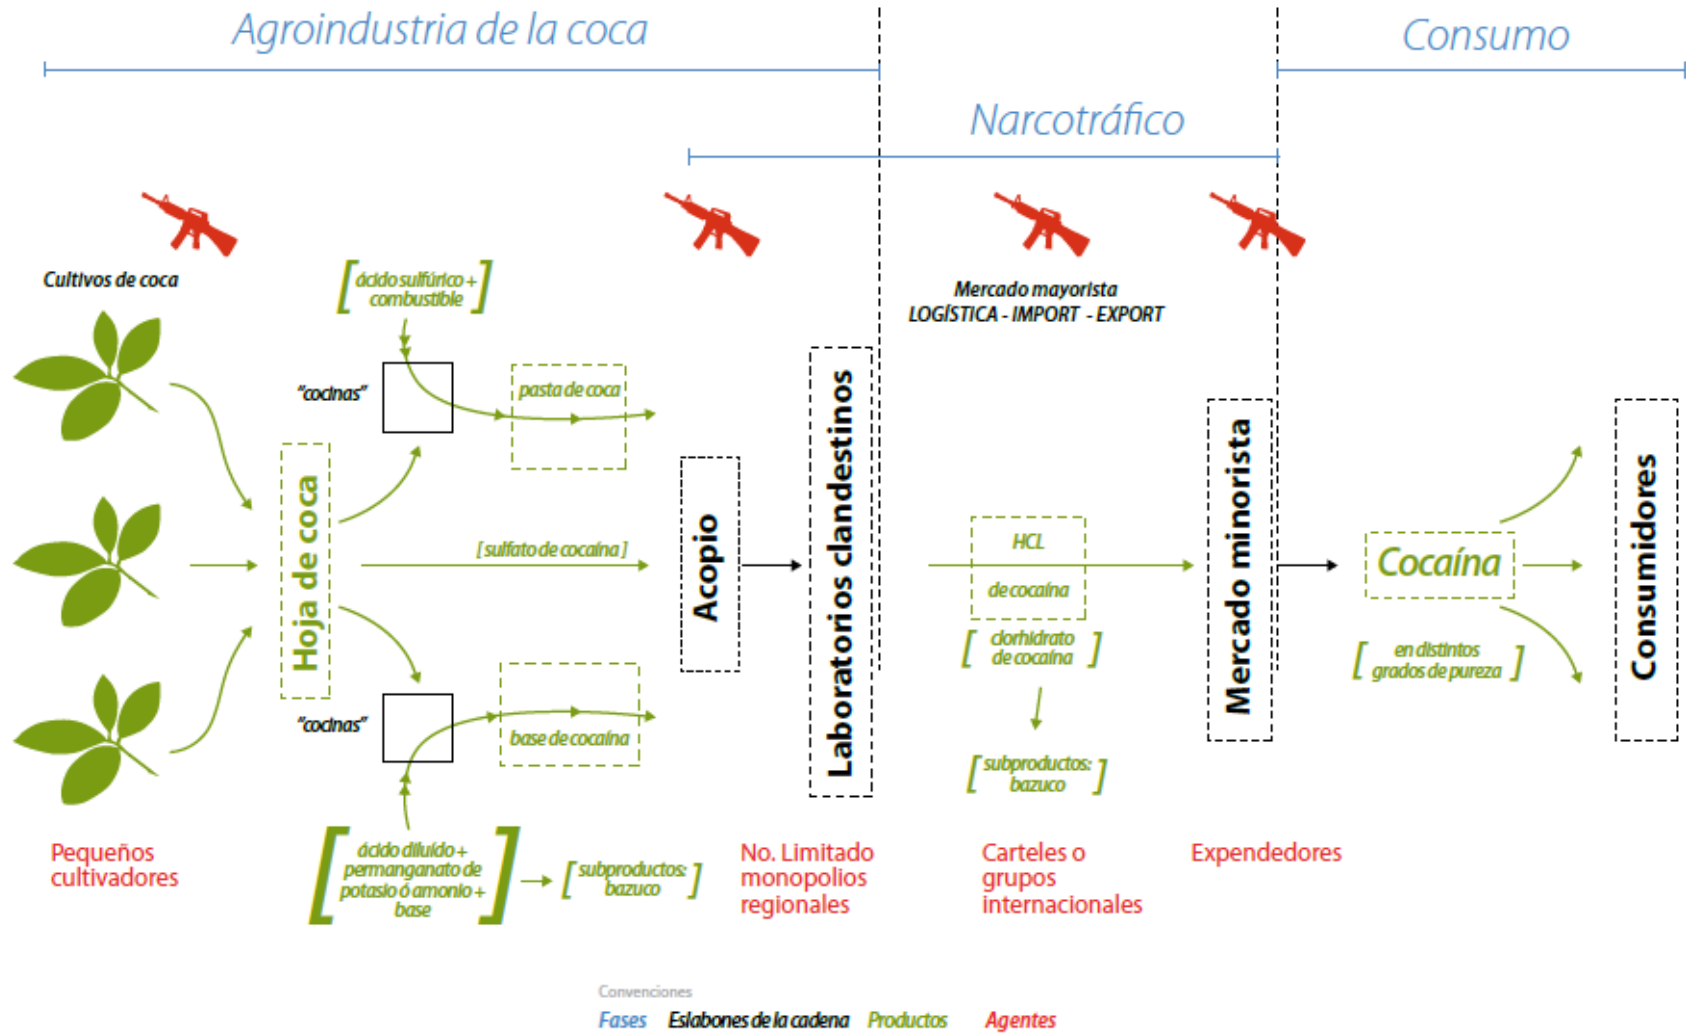 Agroindustria de la coca
Consumo
Narcotráfico
Cultivos de coca
[ácido sulfúrico +
combustible]
Mercado mayorista
LOGÍSTICA - IMPORT - EXPORT
"cocinas"
pasta de coca
Hoja de coca
[sulfato de cocaína]
Acopio
Laboratorios clandestinos
HCL
de cocaína
[clorhidrato
de cocaína]
[subproductos:
bazuco]
Mercado minorista
Cocaína
[en distintos
grados de pureza]
Consumidores
"cocinas"
base de cocaína
[ácido diluído +
permanganato de
potasio ó amonio +
base]
[subproductos:
bazuco]
Pequeños
cultivadores
No. Limitado
monopolios
regionales
Carteles o
grupos
internacionales
Expendedores
Convenciones
Fases Eslabones de la cadena Productos Agentes